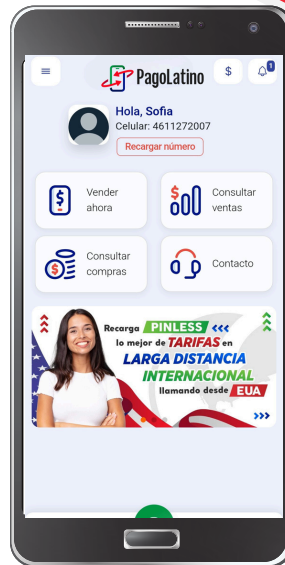 PagoLatino
$
1
Hola, Sofia
Celular: 4611272007
Recargar número
$
Vender
ahora
$
Consultar
ventas
$
Consultar
compras
Contacto
Recarga PINLESS <<<
lo mejor de TARIFAS en
LARGA DISTANCIA
INTERNACIONAL
llamando desde EUA
>>>